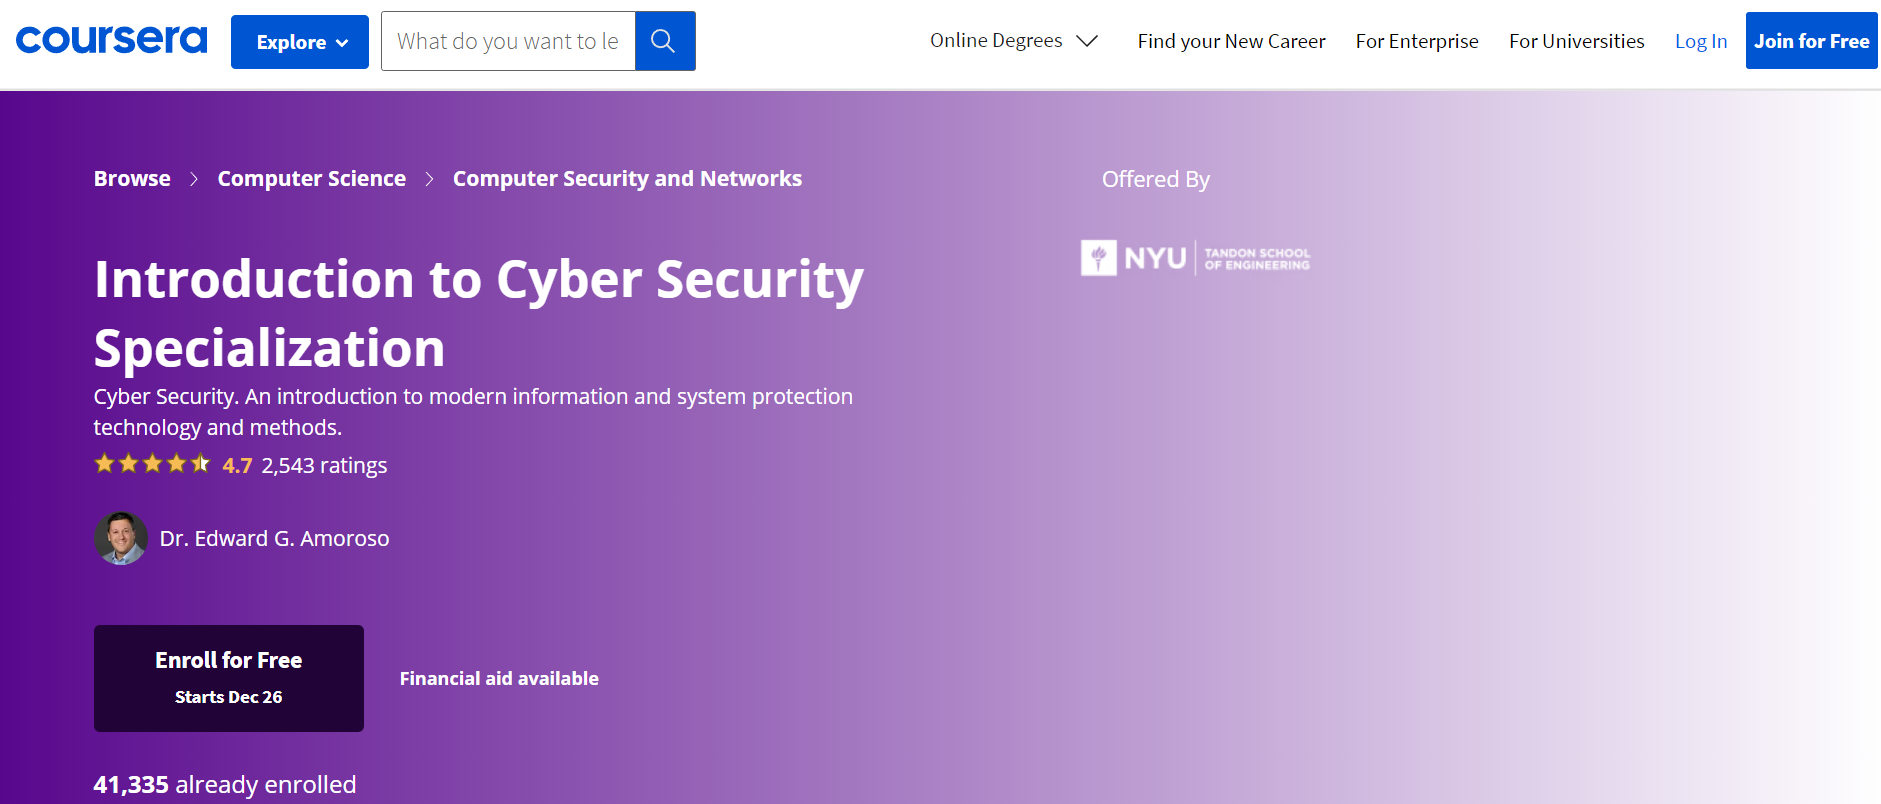 coursera
Explore
What do you want to le
Online Degrees
Find your New Career
For Enterprise
For Universities
Log In
Join for Free
Browse > Computer Science > Computer Security and Networks
Introduction to Cyber Security
Specialization
Cyber Security. An introduction to modern information and system protection
technology and methods.
4.7 2,543 ratings
Dr. Edward G. Amoroso
Enroll for Free
Starts Dec 26
Financial aid available
41,335 already enrolled
Offered By
NYU
TANDON SCHOOL
OF ENGINEERING